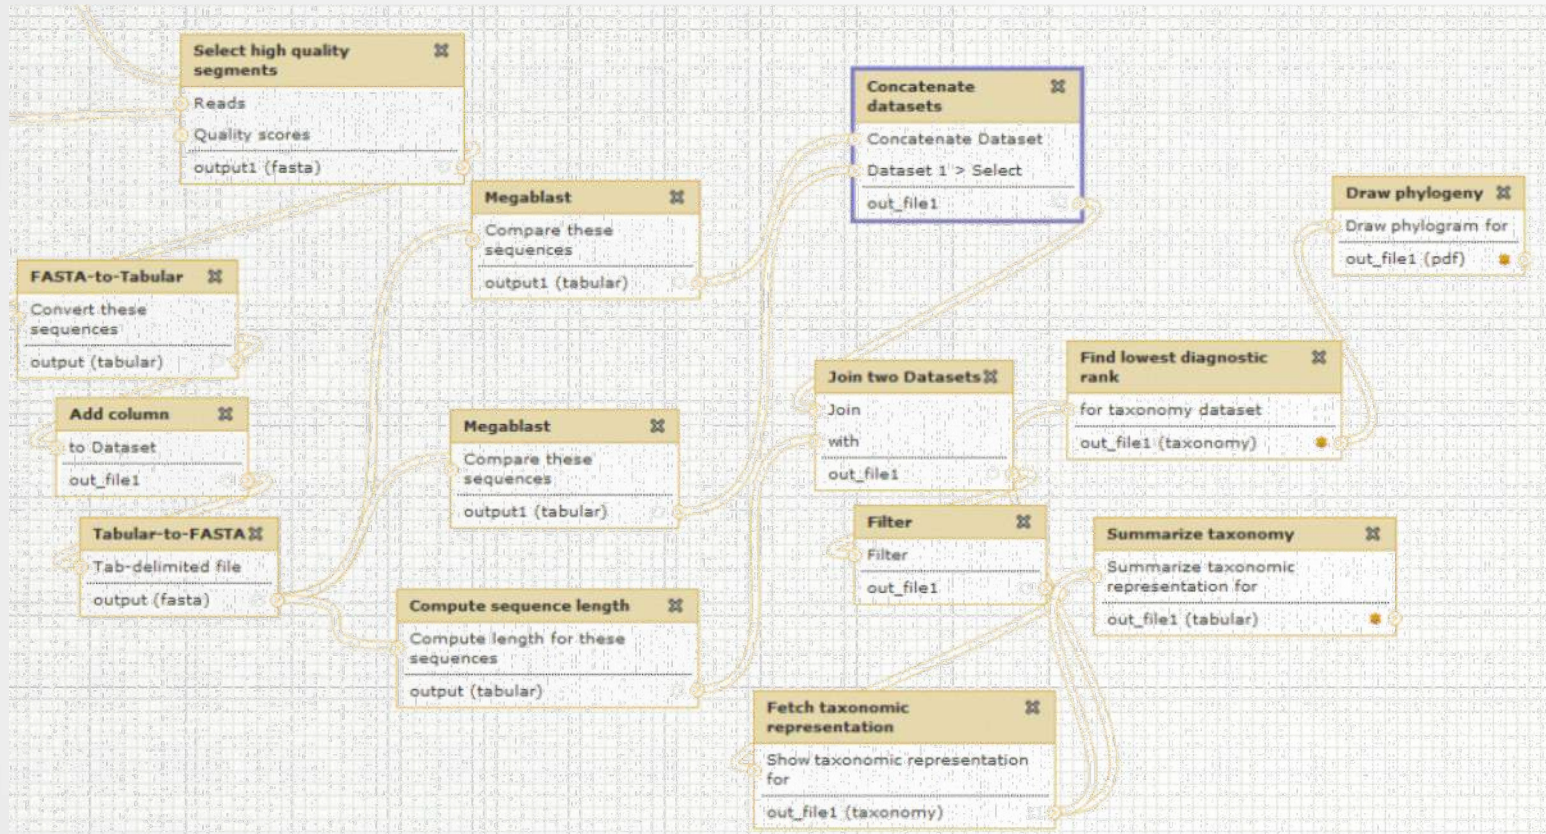 Select high quality
segments
Reads
Quality scores
output1 (fasta)
FASTA-to-Tabular
Convert these
sequences
output (tabular)
Add column
to Dataset
out_file1
Tabular-to-FASTA
Tab-delimited file
output (fasta)
Megablast
Compare these
sequences
output1 (tabular)
Megablast
Compare these
sequences
output1 (tabular)
Compute sequence length
Compute length for these
sequences
output (tabular)
Concatenate
datasets
Concatenate Dataset
Dataset 1 > Select
out_file1
Join two Datasets
Join
with
out_file1
Filter
Filter
out_file1
Fetch taxonomic
representation
Show taxonomic representation
for
out_file1 (taxonomy)
Find lowest diagnostic
rank
for taxonomy dataset
out_file1 (taxonomy)
Summarize taxonomy
Summarize taxonomic
representation for
out_file1 (tabular)
Draw phylogeny
Draw phylogram for
out_file1 (pdf)